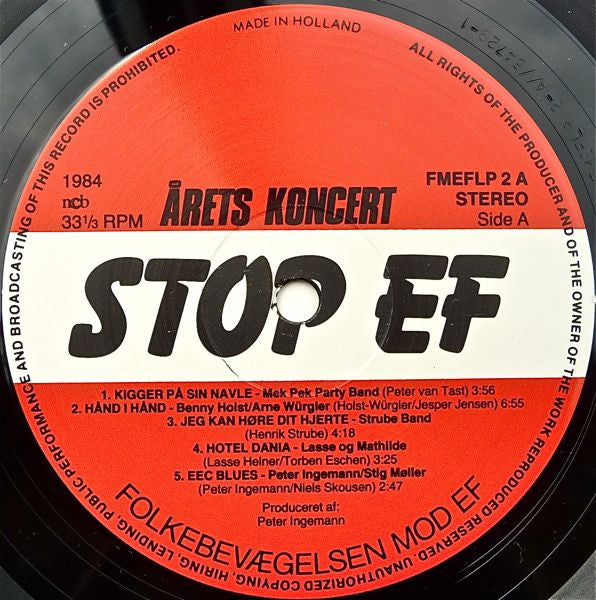 MADE IN HOLLAND
ALL RIGHTS OF THE PRODUCER AND OF THE OWNER OF THE WORK REPRODUCED RESERVED. UNAUTHORIZED COPYING, HIRING, LENDING, PUBLIC PERFORMANCE AND BROADCASTING OF THIS RECORD IS PROHIBITED.
1984
ncb
33 1/3 RPM
ÅRETS KONCERT
FMEFLP 2 A
STEREO
Side A
STOP EF
1. KIGGER PÅ SIN NAVLE - Mek Pek Party Band (Peter van Tast) 3:56
2. HÅND I HÅND - Benny Holst/Arne Würgler (Holst-Würgler/Jesper Jensen) 6:55
3. JEG KAN HØRE DIT HJERTE - Strube Band
(Henrik Strube) 4:18
4. HOTEL DANIA - Lasse og Mathilde
(Lasse Helner/Torben Eschen) 3:25
5. EEC BLUES - Peter Ingemann/Stig Møller
(Peter Ingemann/Niels Skousen) 2:47
Produceret af:
Peter Ingemann
FOLKEBEVÆGELSEN MOD EF